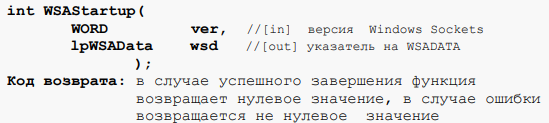 int WSAStartup(
WORD ver, //[in] версия Windows Sockets
lpWSAData wsd //[out] указатель на WSADATA
);
Код возврата: в случае успешного завершения функция
возвращает нулевое значение, в случае ошибки
возвращается не нулевое значение